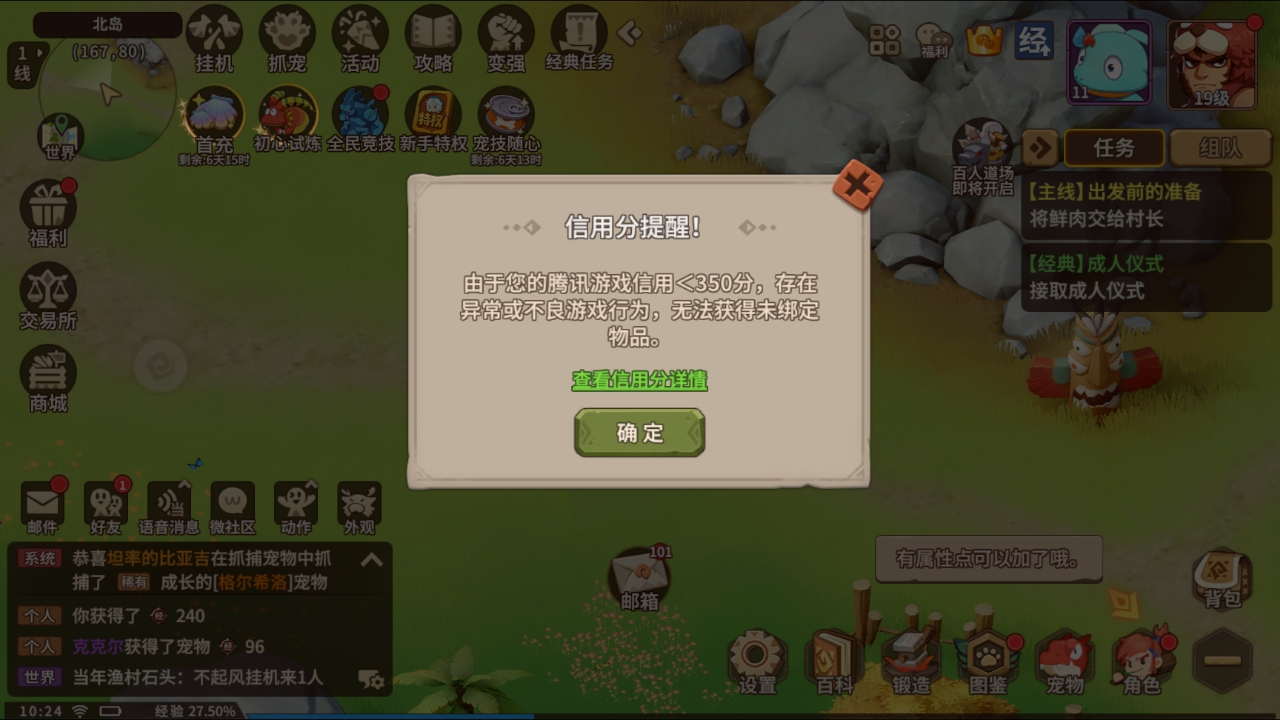 北岛
(167,80)
1
线
世界
挂机
抓宠
活动
攻略
变强
经典任务
首充
剩余:6天15时
初心试炼
全民竞技
特权
新手特权
宠技随心
剩余:6天13时
福利
经
11
19级
百人道场
即将开启
任务
组队
【主线】出发前的准备
将鲜肉交给村长
【经典】成人仪式
接取成人仪式
福利
交易所
商城
信用分提醒!
由于您的腾讯游戏信用＜350分，存在
异常或不良游戏行为，无法获得未绑定
物品。
查看信用分详情
确定
邮件
好友
1
语音消息
微社区
动作
外观
系统 恭喜坦率的比亚吉在抓捕宠物中抓
捕了 稀有 成长的[格尔希洛]宠物
个人 你获得了 经 240
个人 克克尔获得了宠物 经 96
世界 当年渔村石头：不起风挂机来1人
10:24
经验 27.50%
101
邮箱
有属性点可以加了哦。
背包
设置
百科
锻造
图鉴
宠物
角色